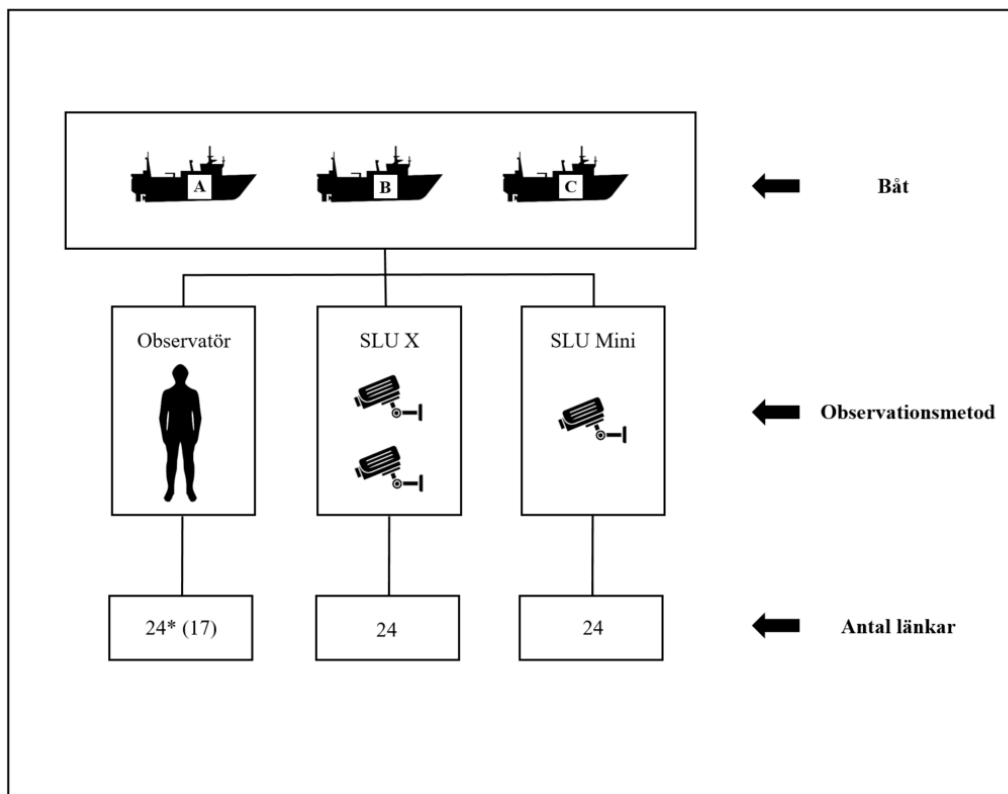 A B C
Båt
Observatör SLU X SLU Mini
Observationsmetod
24* (17) 24 24
Antal länkar